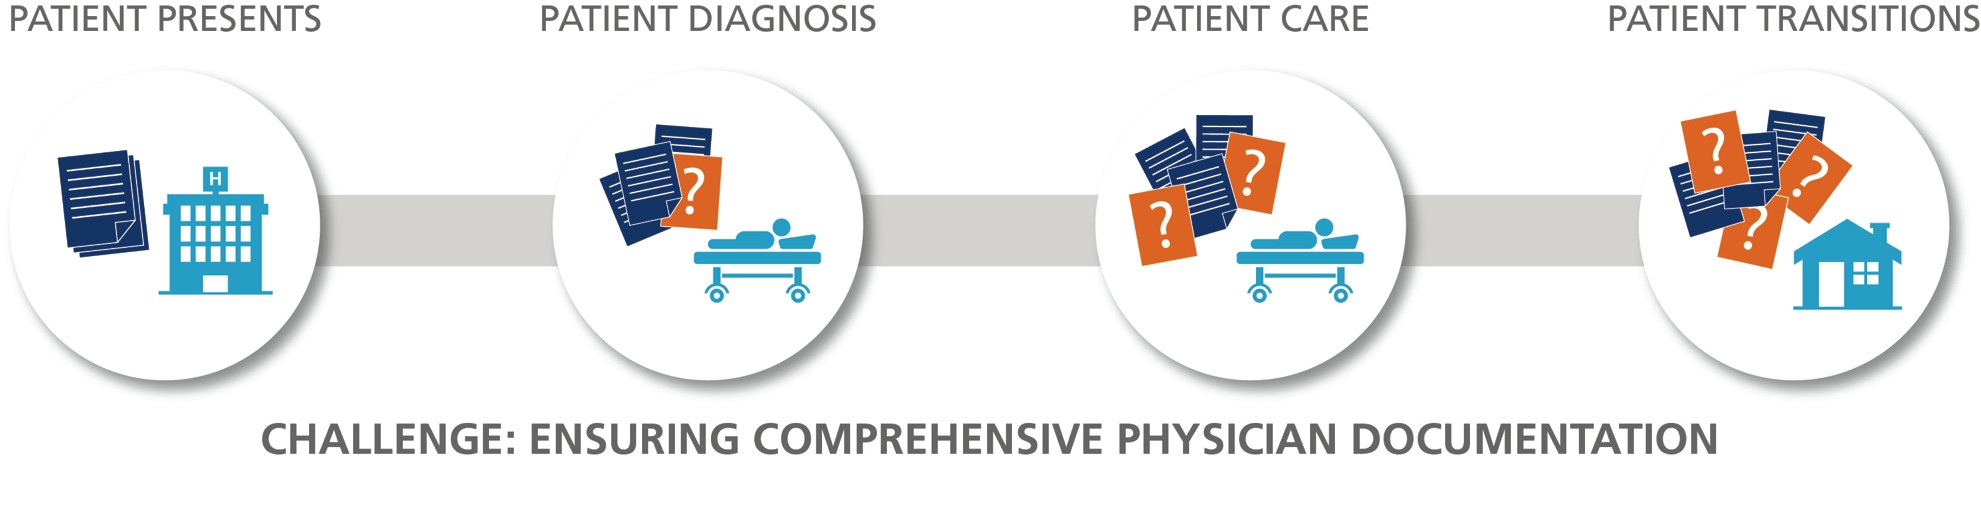 PATIENT PRESENTS
PATIENT DIAGNOSIS
PATIENT CARE
PATIENT TRANSITIONS
H
?
?
?
?
?
?
CHALLENGE: ENSURING COMPREHENSIVE PHYSICIAN DOCUMENTATION